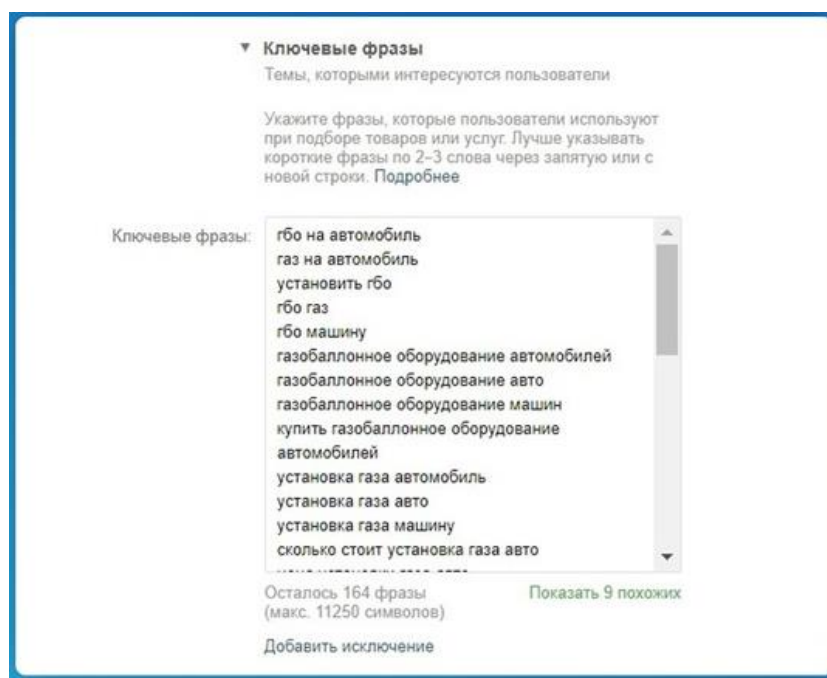 Ключевые фразы
Темы, которыми интересуются пользователи
Укажите фразы, которые пользователи используют
при подборе товаров или услуг. Лучше указывать
короткие фразы по 2–3 слова через запятую или с
новой строки. Подробнее
Ключевые фразы:
гбо на автомобиль
газ на автомобиль
установить гбо
гбо газ
гбо машину
газобаллонное оборудование автомобилей
газобаллонное оборудование авто
газобаллонное оборудование машин
купить газобаллонное оборудование
автомобилей
установка газа автомобиль
установка газа авто
установка газа машину
сколько стоит установка газа авто
Осталось 164 фразы
(макс. 11250 символов)
Показать 9 похожих
Добавить исключение